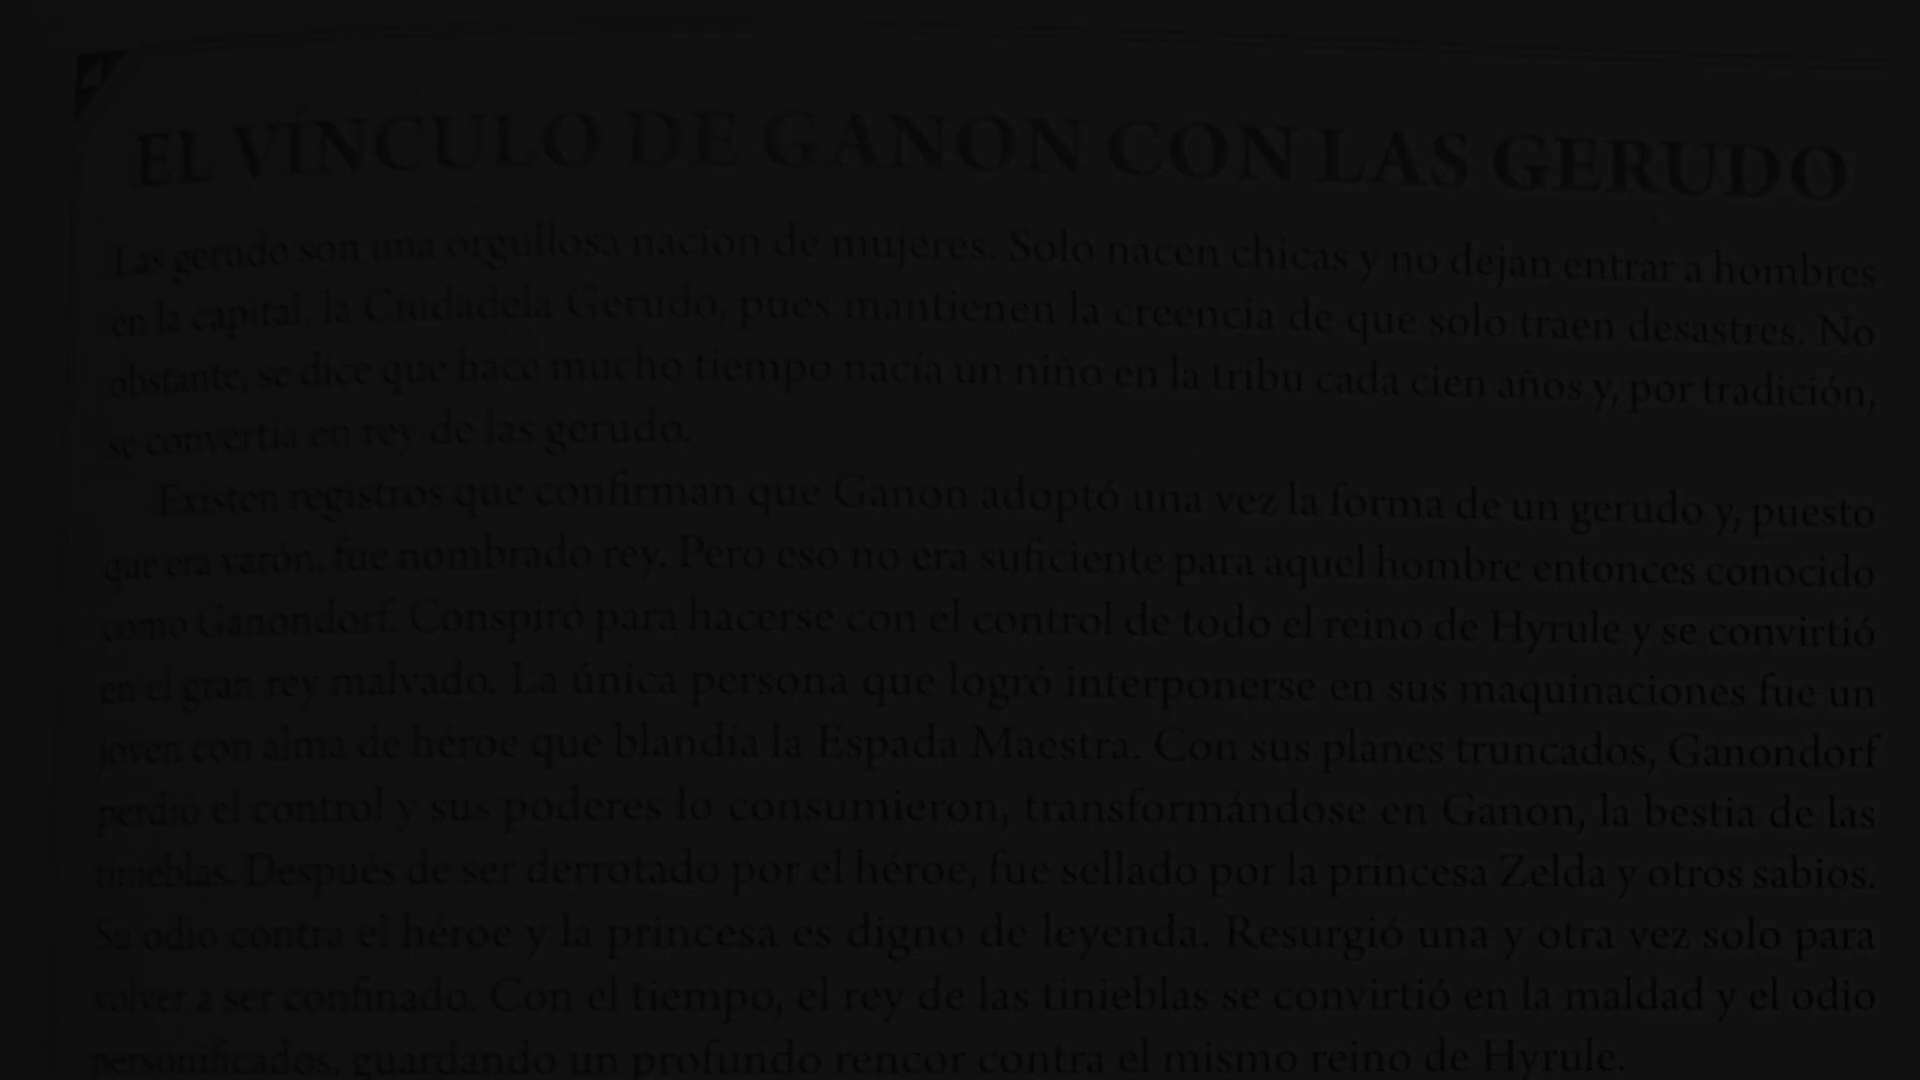 EL VÍNCULO DE GANON CON LAS GERUDO
Las gerudo son una orgullosa nación de mujeres. Solo nacen chicas y no dejan entrar a hombres
en la capital, la Ciudadela Gerudo, pues mantienen la creencia de que solo traen desastres. No
obstante, se dice que hace mucho tiempo nacía un niño en la tribu cada cien años y, por tradición,
se convertía en rey de las gerudo.
Existen registros que confirman que Ganon adoptó una vez la forma de un gerudo y, puesto
que era varón, fue nombrado rey. Pero eso no era suficiente para aquel hombre entonces conocido
como Ganondorf. Conspiró para hacerse con el control de todo el reino de Hyrule y se convirtió
en el gran rey malvado. La única persona que logró interponerse en sus maquinaciones fue un
joven con alma de héroe que blandía la Espada Maestra. Con sus planes truncados, Ganondorf
perdió el control y sus poderes lo consumieron, transformándose en Ganon, la bestia de las
tinieblas. Después de ser derrotado por el héroe, fue sellado por la princesa Zelda y otros sabios.
Su odio contra el héroe y la princesa es digno de leyenda. Resurgió una y otra vez solo para
volver a ser confinado. Con el tiempo, el rey de las tinieblas se convirtió en la maldad y el odio
personificados, guardando un profundo rencor contra el mismo reino de Hyrule.